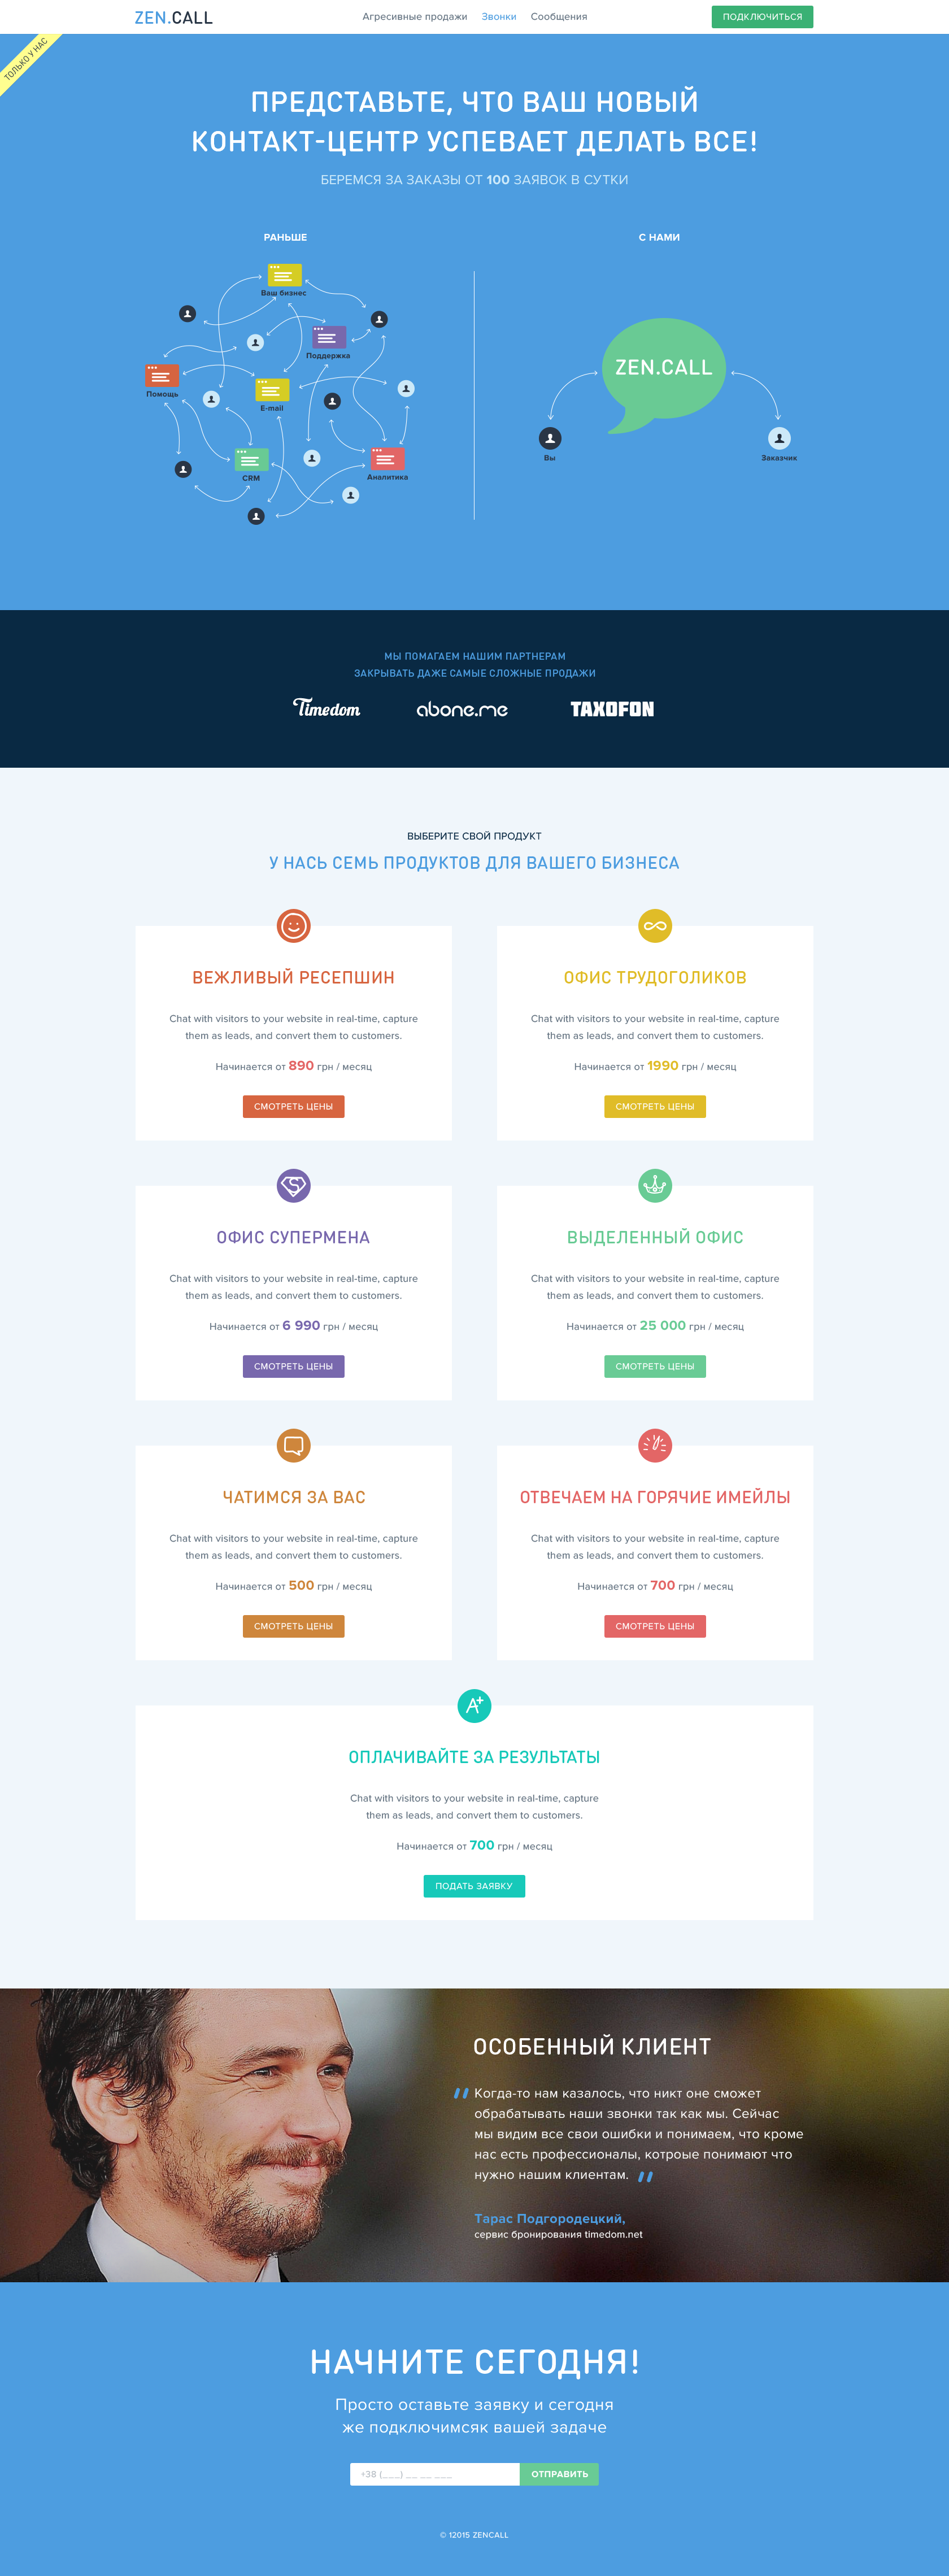 ZEN.CALL
Агресивные продажи Звонки Сообщения
ПОДКЛЮЧИТЬСЯ
ТОЛЬКО У НАС
ПРЕДСТАВЬТЕ, ЧТО ВАШ НОВЫЙ
КОНТАКТ-ЦЕНТР УСПЕВАЕТ ДЕЛАТЬ ВСЕ!
БЕРЕМСЯ ЗА ЗАКАЗЫ ОТ 100 ЗАЯВОК В СУТКИ
РАНЬШЕ
Ваш бизнес
Поддержка
Помощь
E-mail
CRM
Аналитика
С НАМИ
ZEN.CALL
Вы
Заказчик
МЫ ПОМАГАЕМ НАШИМ ПАРТНЕРАМ
ЗАКРЫВАТЬ ДАЖЕ САМЫЕ СЛОЖНЫЕ ПРОДАЖИ
Timedom
abone.me
TAXOFON
ВЫБЕРИТЕ СВОЙ ПРОДУКТ
У НАСЬ СЕМЬ ПРОДУКТОВ ДЛЯ ВАШЕГО БИЗНЕСА
ВЕЖЛИВЫЙ РЕСЕПШИН
Chat with visitors to your website in real-time, capture
them as leads, and convert them to customers.
Начинается от 890 грн / месяц
СМОТРЕТЬ ЦЕНЫ
ОФИС ТРУДОГОЛИКОВ
Chat with visitors to your website in real-time, capture
them as leads, and convert them to customers.
Начинается от 1990 грн / месяц
СМОТРЕТЬ ЦЕНЫ
ОФИС СУПЕРМЕНА
Chat with visitors to your website in real-time, capture
them as leads, and convert them to customers.
Начинается от 6 990 грн / месяц
СМОТРЕТЬ ЦЕНЫ
ВЫДЕЛЕННЫЙ ОФИС
Chat with visitors to your website in real-time, capture
them as leads, and convert them to customers.
Начинается от 25 000 грн / месяц
СМОТРЕТЬ ЦЕНЫ
ЧАТИМСЯ ЗА ВАС
Chat with visitors to your website in real-time, capture
them as leads, and convert them to customers.
Начинается от 500 грн / месяц
СМОТРЕТЬ ЦЕНЫ
ОТВЕЧАЕМ НА ГОРЯЧИЕ ИМЕЙЛЫ
Chat with visitors to your website in real-time, capture
them as leads, and convert them to customers.
Начинается от 700 грн / месяц
СМОТРЕТЬ ЦЕНЫ
A+
ОПЛАЧИВАЙТЕ ЗА РЕЗУЛЬТАТЫ
Chat with visitors to your website in real-time, capture
them as leads, and convert them to customers.
Начинается от 700 грн / месяц
ПОДАТЬ ЗАЯВКУ
ОСОБЕННЫЙ КЛИЕНТ
Когда-то нам казалось, что никт оне сможет
обрабатывать наши звонки так как мы. Сейчас
мы видим все свои ошибки и понимаем, что кроме
нас есть профессионалы, котроые понимают что
нужно нашим клиентам.
Тарас Подгородецкий,
сервис бронирования timedom.net
НАЧНИТЕ СЕГОДНЯ!
Просто оставьте заявку и сегодня
же подключимсяк вашей задаче
+38 (___) __ __ ___
ОТПРАВИТЬ
© 12015 ZENCALL